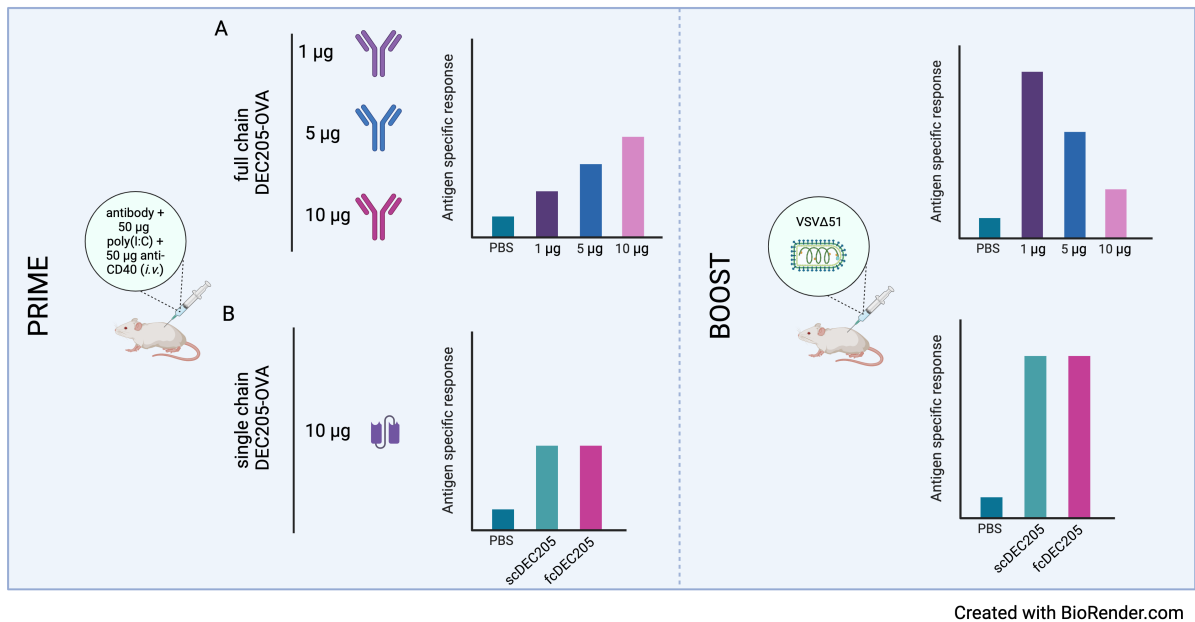 A
PRIME
antibody +
50 µg
poly(I:C) +
50 µg anti-
CD40 (i.v.)
full chain
DEC205-OVA
1 µg
5 µg
10 µg
Antigen specific response
PBS 1 µg 5 µg 10 µg
B
single chain
DEC205-OVA
10 µg
Antigen specific response
PBS scDEC205 fcDEC205
BOOST
VSVΔ51
Antigen specific response
PBS 1 µg 5 µg 10 µg
Antigen specific response
PBS scDEC205 fcDEC205
Created with BioRender.com